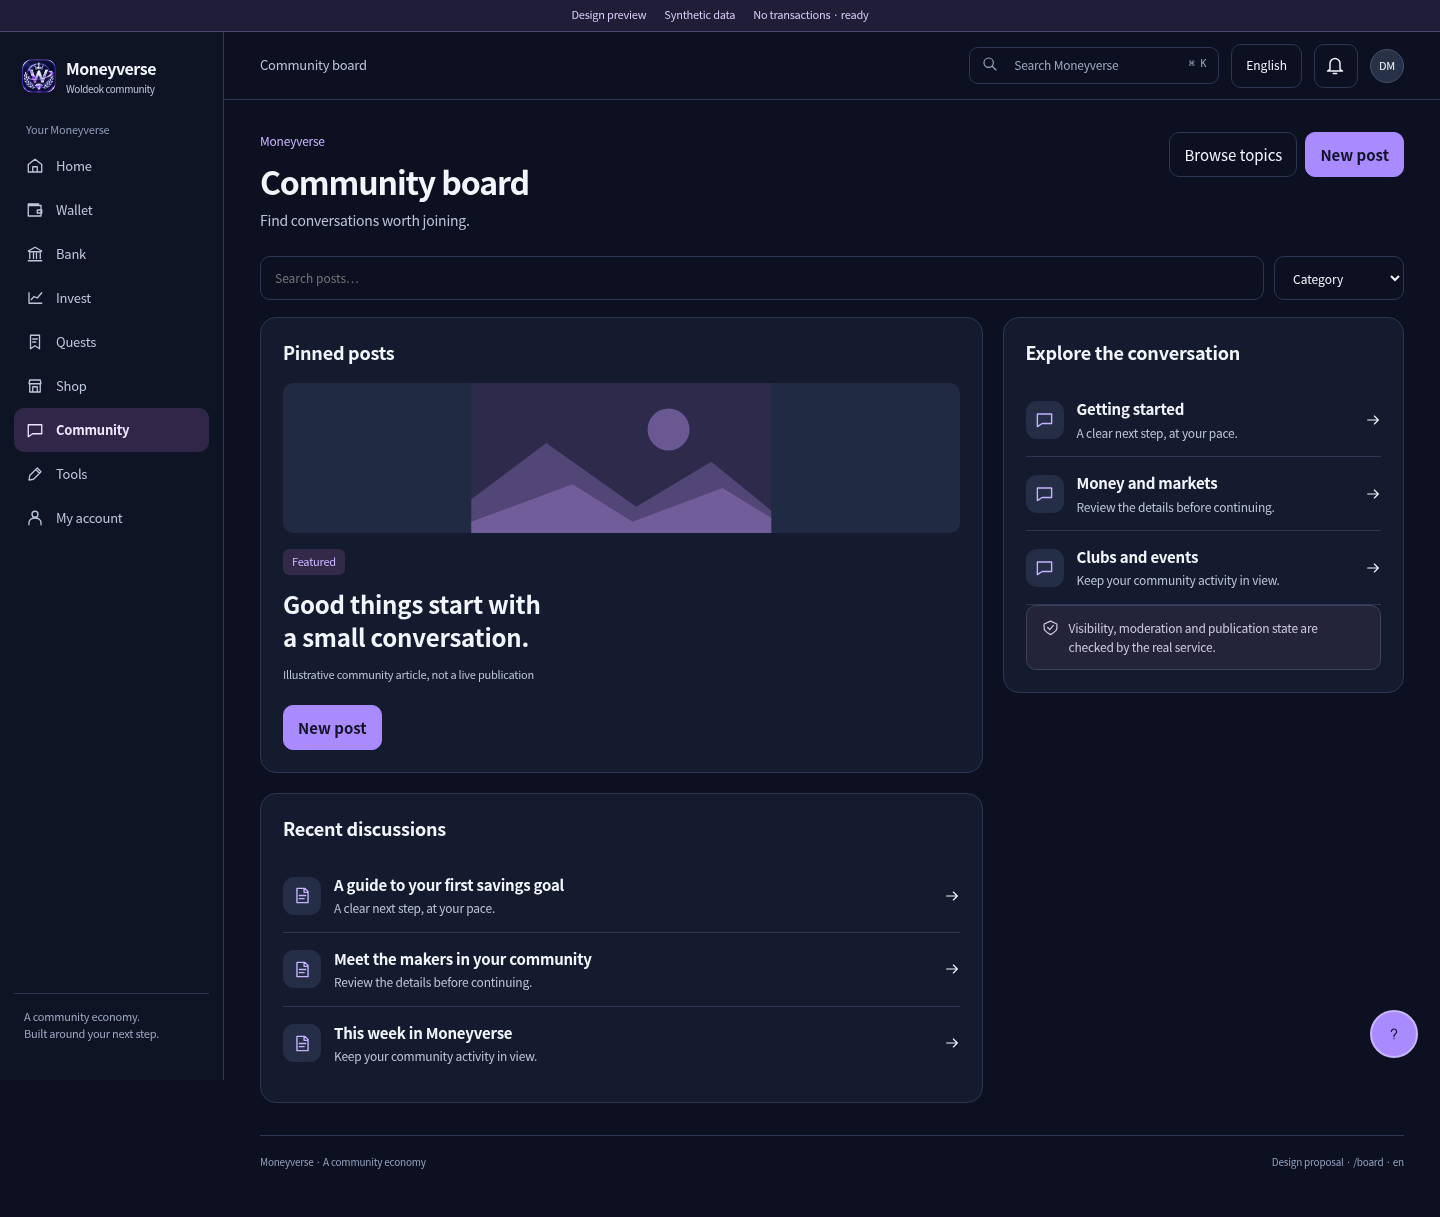 Design preview Synthetic data No transactions · ready
Moneyverse
Woldeok community
Your Moneyverse
Home
Wallet
Bank
Invest
Quests
Shop
Community
Tools
My account
A community economy.
Built around your next step.
Community board
Search Moneyverse
⌘ K
English
DM
Moneyverse
Community board
Find conversations worth joining.
Browse topics
New post
Search posts…
Category
Pinned posts
Featured
Good things start with
a small conversation.
Illustrative community article, not a live publication
New post
Explore the conversation
Getting started
A clear next step, at your pace.
Money and markets
Review the details before continuing.
Clubs and events
Keep your community activity in view.
Visibility, moderation and publication state are
checked by the real service.
Recent discussions
A guide to your first savings goal
A clear next step, at your pace.
Meet the makers in your community
Review the details before continuing.
This week in Moneyverse
Keep your community activity in view.
?
Moneyverse · A community economy
Design proposal · /board · en